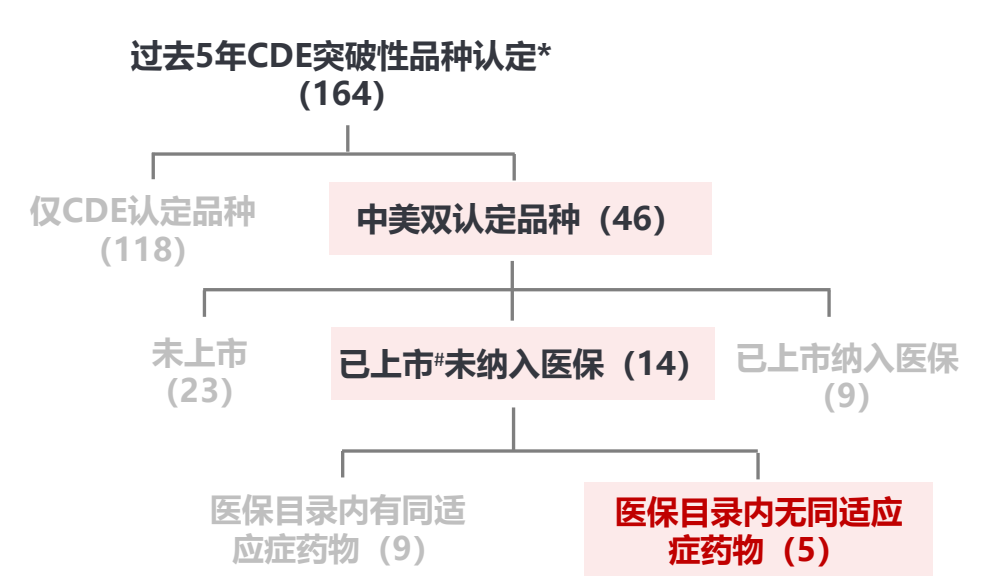 过去5年CDE突破性品种认定*
（164）
仅CDE认定品种
（118）
中美双认定品种（46）
未上市
（23）
已上市#未纳入医保（14）
已上市纳入医保
（9）
医保目录内有同适
应症药物（9）
医保目录内无同适应
症药物（5）